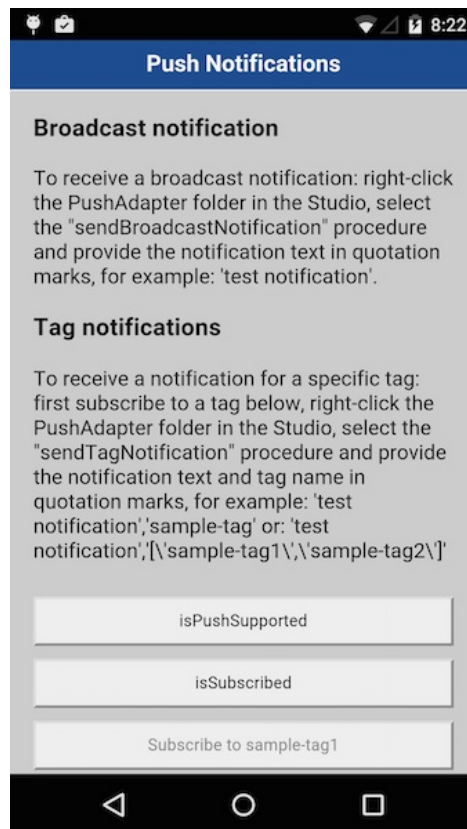 8:22
Push Notifications
Broadcast notification
To receive a broadcast notification: right-click
the PushAdapter folder in the Studio, select
the "sendBroadcastNotification" procedure
and provide the notification text in quotation
marks, for example: 'test notification'.
Tag notifications
To receive a notification for a specific tag:
first subscribe to a tag below, right-click the
PushAdapter folder in the Studio, select the
"sendTagNotification" procedure and provide
the notification text and tag name in
quotation marks, for example: 'test
notification','sample-tag' or: 'test
notification','[\'sample-tag1\',\'sample-tag2\']'
isPushSupported
isSubscribed
Subscribe to sample-tag1